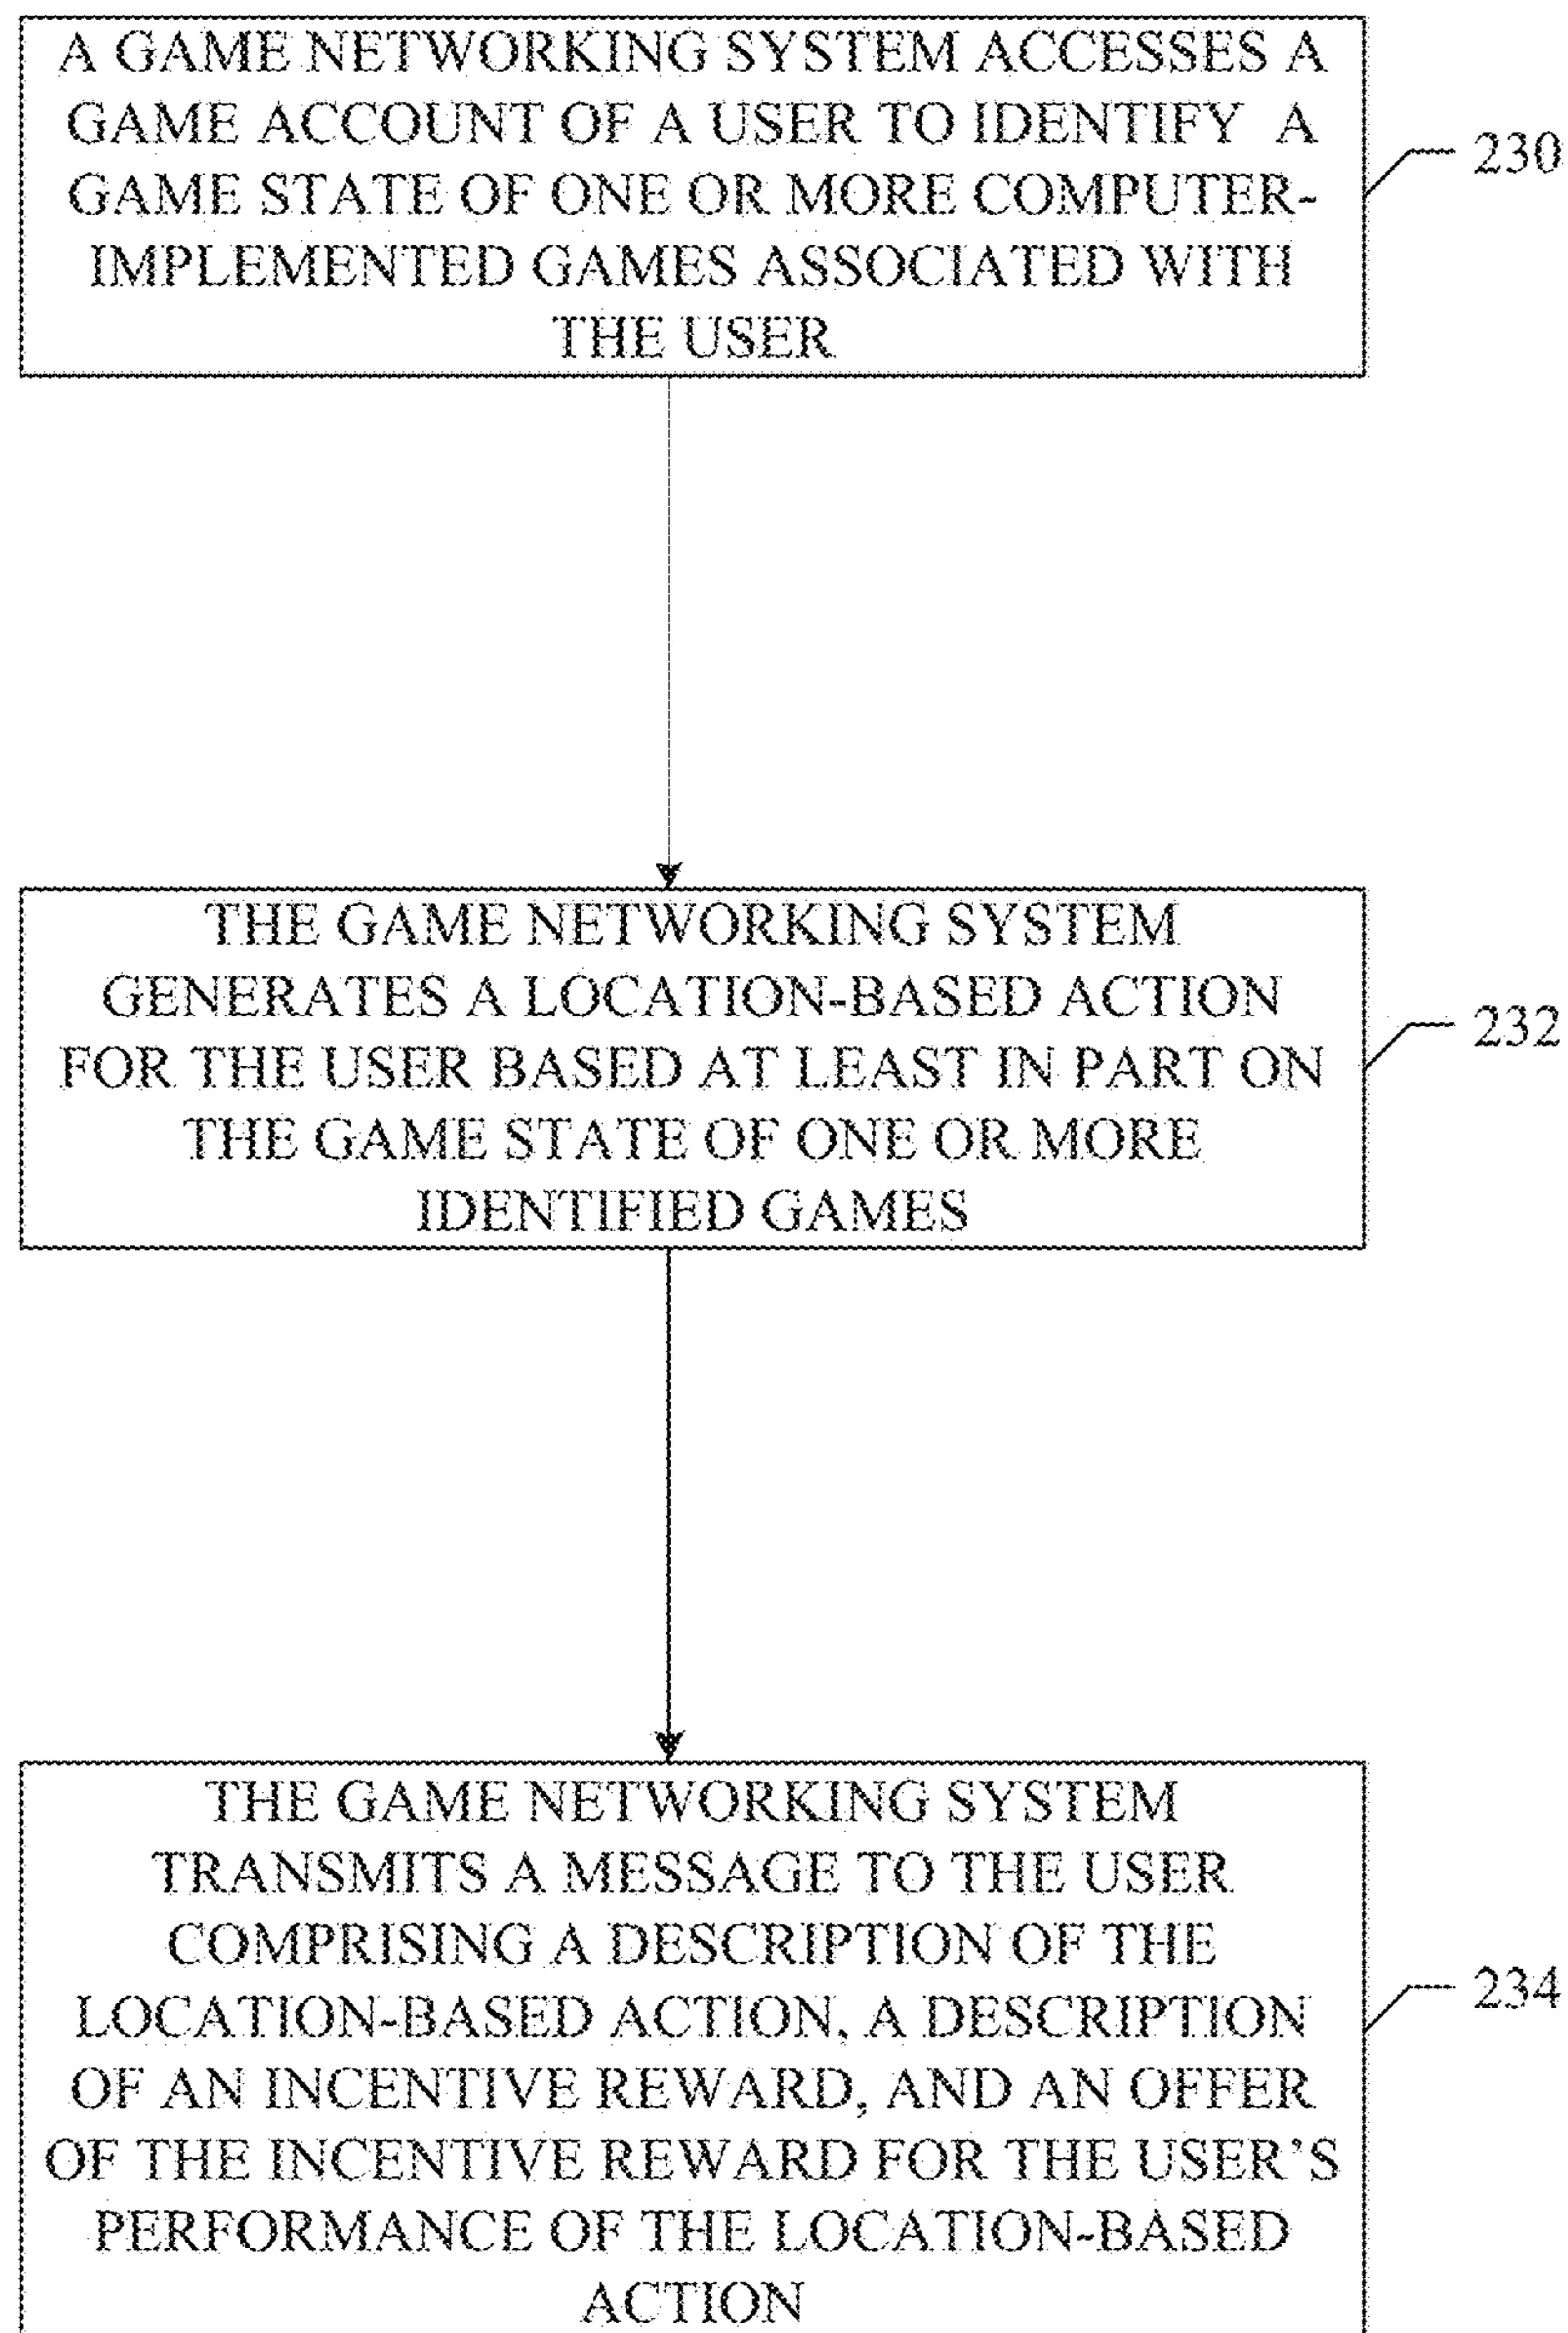 A GAME NETWORKING SYSTEM ACCESSES A
GAME ACCOUNT OF A USER TO IDENTIFY A
GAME STATE OF ONE OR MORE COMPUTER-
IMPLEMENTED GAMES ASSOCIATED WITH
THE USER
230
THE GAME NETWORKING SYSTEM
GENERATES A LOCATION-BASED ACTION
FOR THE USER BASED AT LEAST IN PART ON
THE GAME STATE OF ONE OR MORE
IDENTIFIED GAMES
232
THE GAME NETWORKING SYSTEM
TRANSMITS A MESSAGE TO THE USER
COMPRISING A DESCRIPTION OF THE
LOCATION-BASED ACTION, A DESCRIPTION
OF AN INCENTIVE REWARD, AND AN OFFER
OF THE INCENTIVE REWARD FOR THE USER’S
PERFORMANCE OF THE LOCATION-BASED
ACTION
234